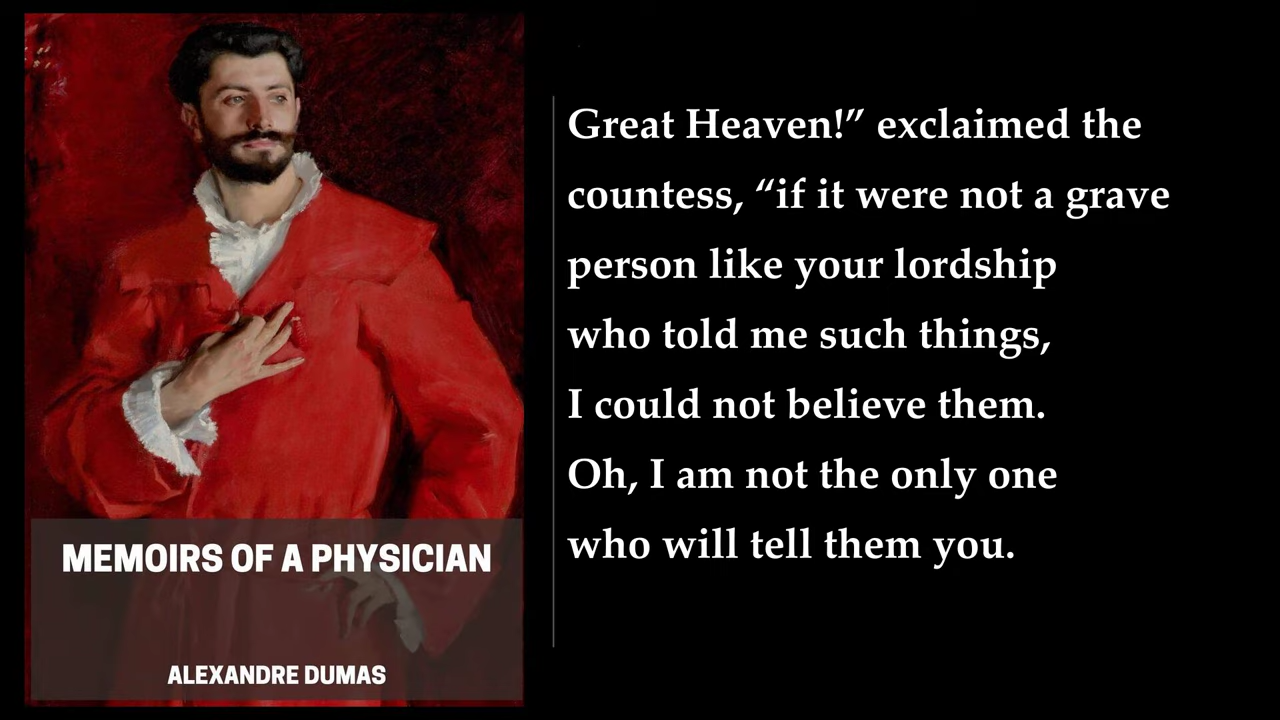 MEMOIRS OF A PHYSICIAN
ALEXANDRE DUMAS
Great Heaven!” exclaimed the
countess, “if it were not a grave
person like your lordship
who told me such things,
I could not believe them.
Oh, I am not the only one
who will tell them you.